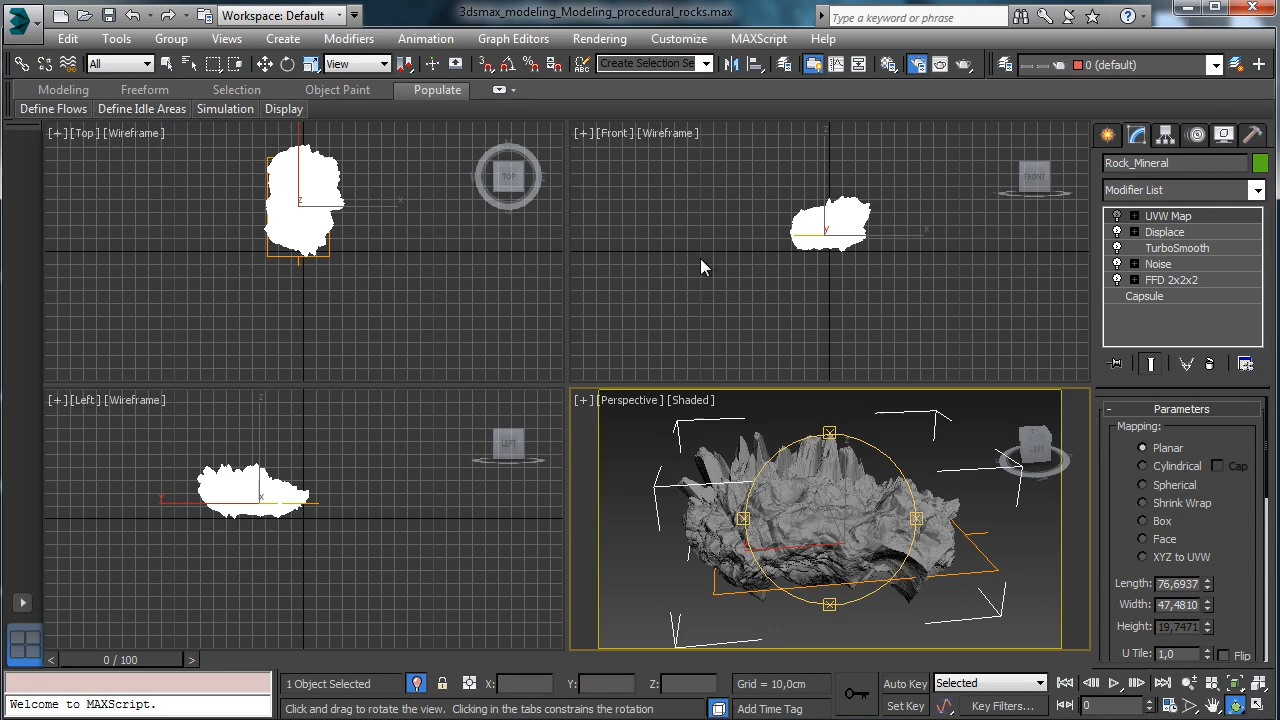 Workspace: Default
3dsmax_modeling_Modeling_procedural_rocks.max
Type a keyword or phrase
Edit Tools Group Views Create Modifiers Animation Graph Editors Rendering Customize MAXScript Help
All
View
Create Selection Se
0 (default)
Modeling Freeform Selection Object Paint Populate
Define Flows Define Idle Areas Simulation Display
[+][Top][Wireframe]
TOP
z
x
[+][Front][Wireframe]
FRONT
z
y
x
Rock_Mineral
Modifier List
UVW Map
Displace
TurboSmooth
Noise
FFD 2x2x2
Capsule
[+][Left][Wireframe]
LEFT
z
x
[+][Perspective][Shaded]
LEFT
Parameters
Mapping:
Planar
Cylindrical Cap
Spherical
Shrink Wrap
Box
Face
XYZ to UVW
Length: 76,6937
Width: 47,4810
Height: 19,7471
U Tile: 1,0 Flip
0 / 100
1 Object Selected X: Y: Z: Grid = 10,0cm Auto Key Selected
Welcome to MAXScript.
Click and drag to rotate the view. Clicking in the tabs constrains the rotation Add Time Tag Set Key Key Filters... 0